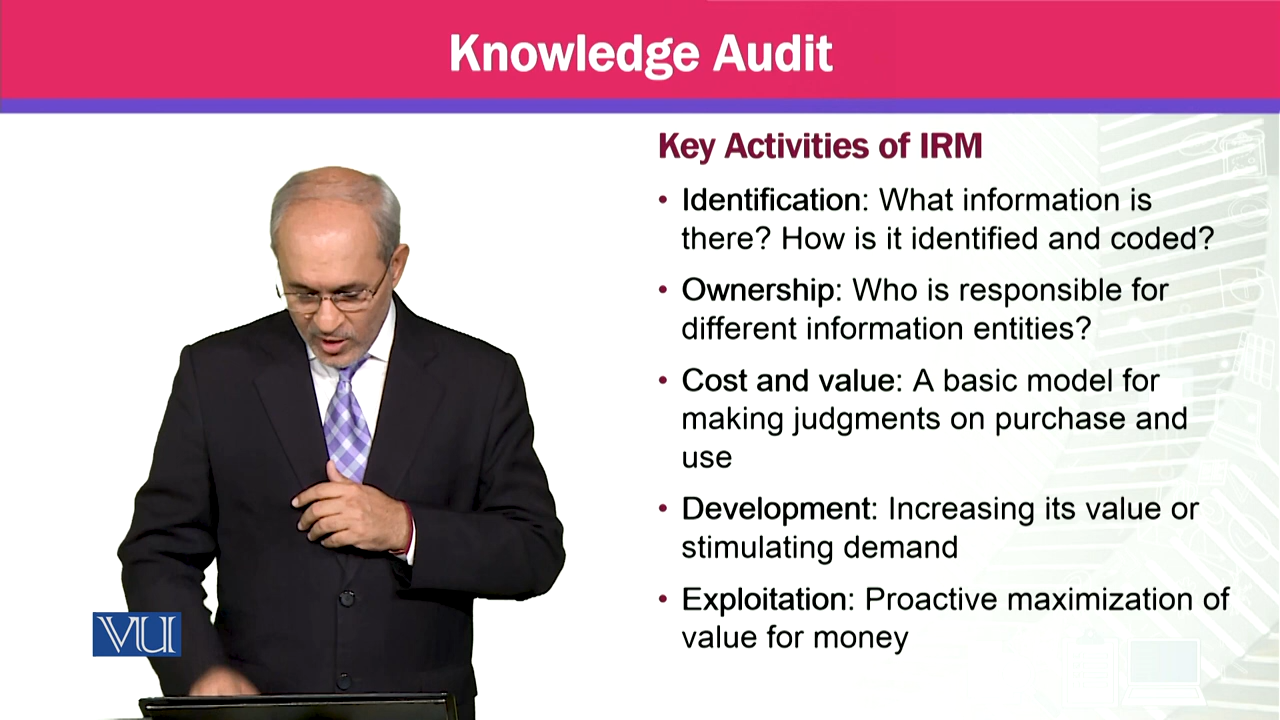 Knowledge Audit
Key Activities of IRM
• Identification: What information is
there? How is it identified and coded?
• Ownership: Who is responsible for
different information entities?
• Cost and value: A basic model for
making judgments on purchase and
use
• Development: Increasing its value or
stimulating demand
• Exploitation: Proactive maximization of
value for money
VU